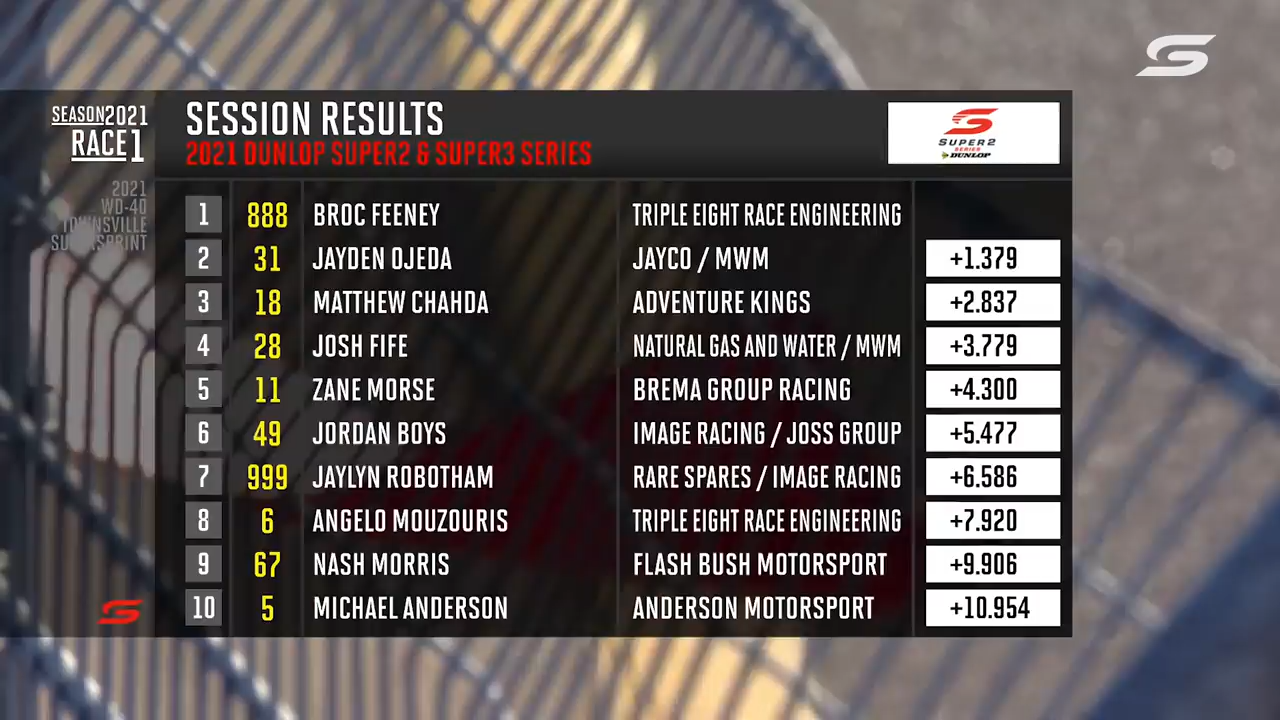 SEASON2021
RACE1
2021
WD-40
TOWNSVILLE
SUPERSPRINT
SESSION RESULTS
2021 DUNLOP SUPER2 & SUPER3 SERIES
SUPER2
SERIES
DUNLOP
1 888 BROC FEENEY TRIPLE EIGHT RACE ENGINEERING
2 31 JAYDEN OJEDA JAYCO / MWM +1.379
3 18 MATTHEW CHAHDA ADVENTURE KINGS +2.837
4 28 JOSH FIFE NATURAL GAS AND WATER / MWM +3.779
5 11 ZANE MORSE BREMA GROUP RACING +4.300
6 49 JORDAN BOYS IMAGE RACING / JOSS GROUP +5.477
7 999 JAYLYN ROBOTHAM RARE SPARES / IMAGE RACING +6.586
8 6 ANGELO MOUZOURIS TRIPLE EIGHT RACE ENGINEERING +7.920
9 67 NASH MORRIS FLASH BUSH MOTORSPORT +9.906
10 5 MICHAEL ANDERSON ANDERSON MOTORSPORT +10.954